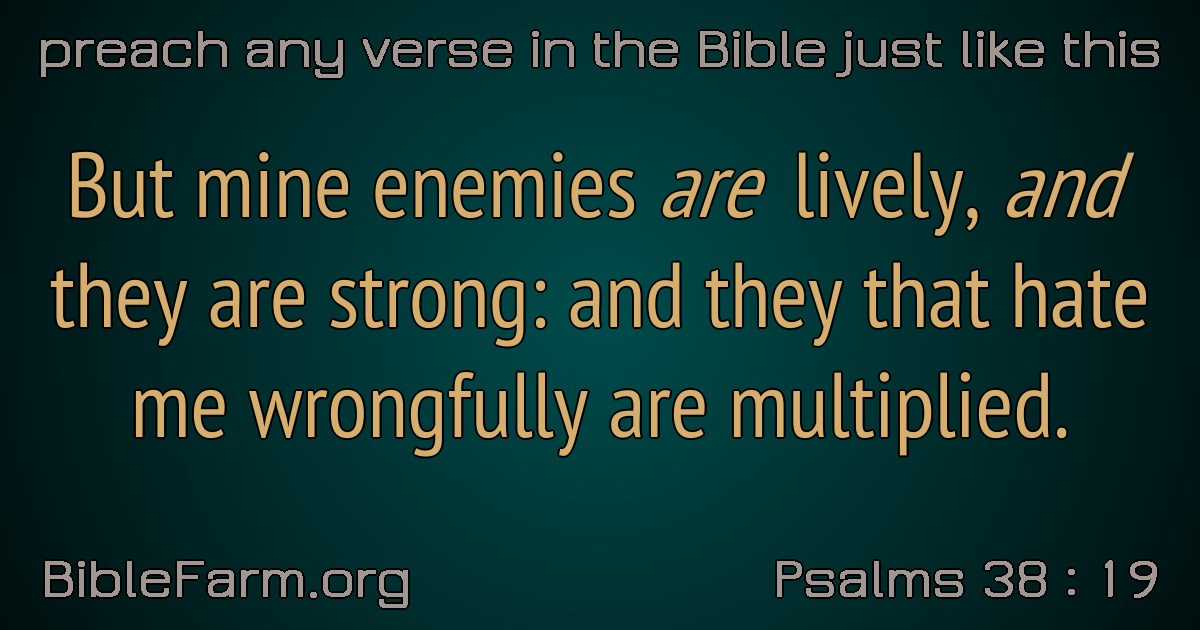 preach any verse in the Bible just like this
But mine enemies are lively, and
they are strong: and they that hate
me wrongfully are multiplied.
BibleFarm.org
Psalms 38 : 19